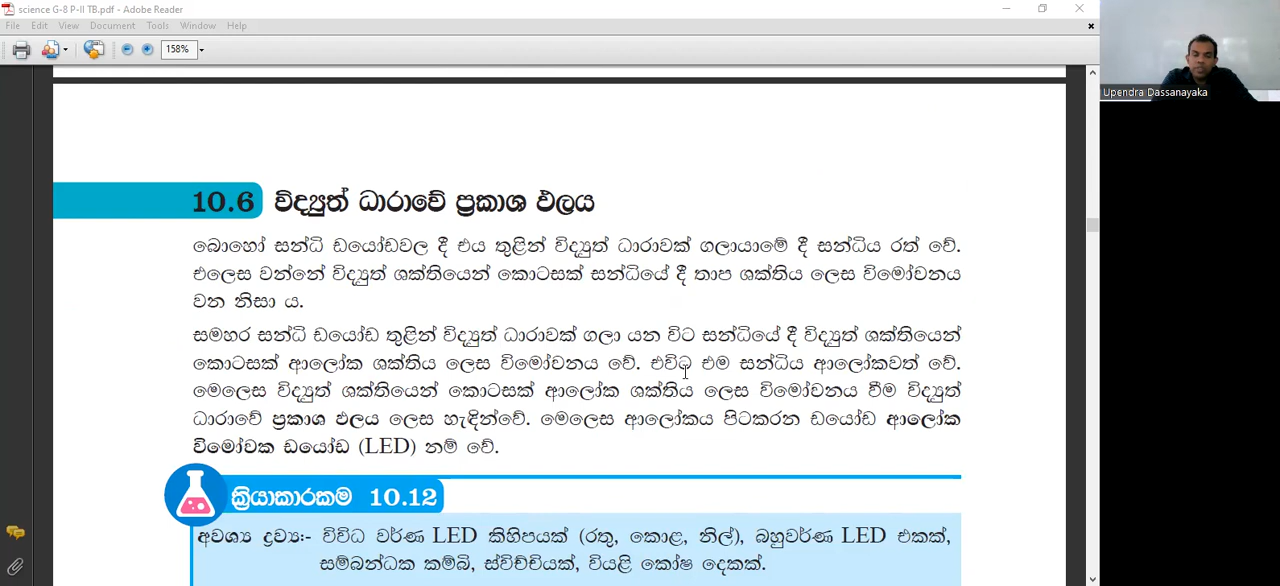 science G-8 P-II TB.pdf - Adobe Reader
File Edit View Document Tools Window Help
158%
Upendra Dassanayaka
10.6 විද්‍යුත් ධාරාවේ ප්‍රකාශ ඵලය
බොහෝ සන්ධි ඩයෝඩවල දී එය තුළින් විද්‍යුත් ධාරාවක් ගලායාමේ දී සන්ධිය රත් වේ.
එලෙස වන්නේ විද්‍යුත් ශක්තියෙන් කොටසක් සන්ධියේ දී තාප ශක්තිය ලෙස විමෝචනය
වන නිසා ය.
සමහර සන්ධි ඩයෝඩ තුළින් විද්‍යුත් ධාරාවක් ගලා යන විට සන්ධියේ දී විද්‍යුත් ශක්තියෙන්
කොටසක් ආලෝක ශක්තිය ලෙස විමෝචනය වේ. එවිට එම සන්ධිය ආලෝකවත් වේ.
මෙලෙස විද්‍යුත් ශක්තියෙන් කොටසක් ආලෝක ශක්තිය ලෙස විමෝචනය වීම විද්‍යුත්
ධාරාවේ ප්‍රකාශ ඵලය ලෙස හැඳින්වේ. මෙලෙස ආලෝකය පිටකරන ඩයෝඩ ආලෝක
විමෝචක ඩයෝඩ (LED) නම් වේ.
ක්‍රියාකාරකම 10.12
අවශ්‍ය ද්‍රව්‍ය:- විවිධ වර්ණ LED කිහිපයක් (රතු, කොළ, නිල්), බහුවර්ණ LED එකක්,
සම්බන්ධක කම්බි, ස්විච්චියක්, වියළි කෝෂ දෙකක්.